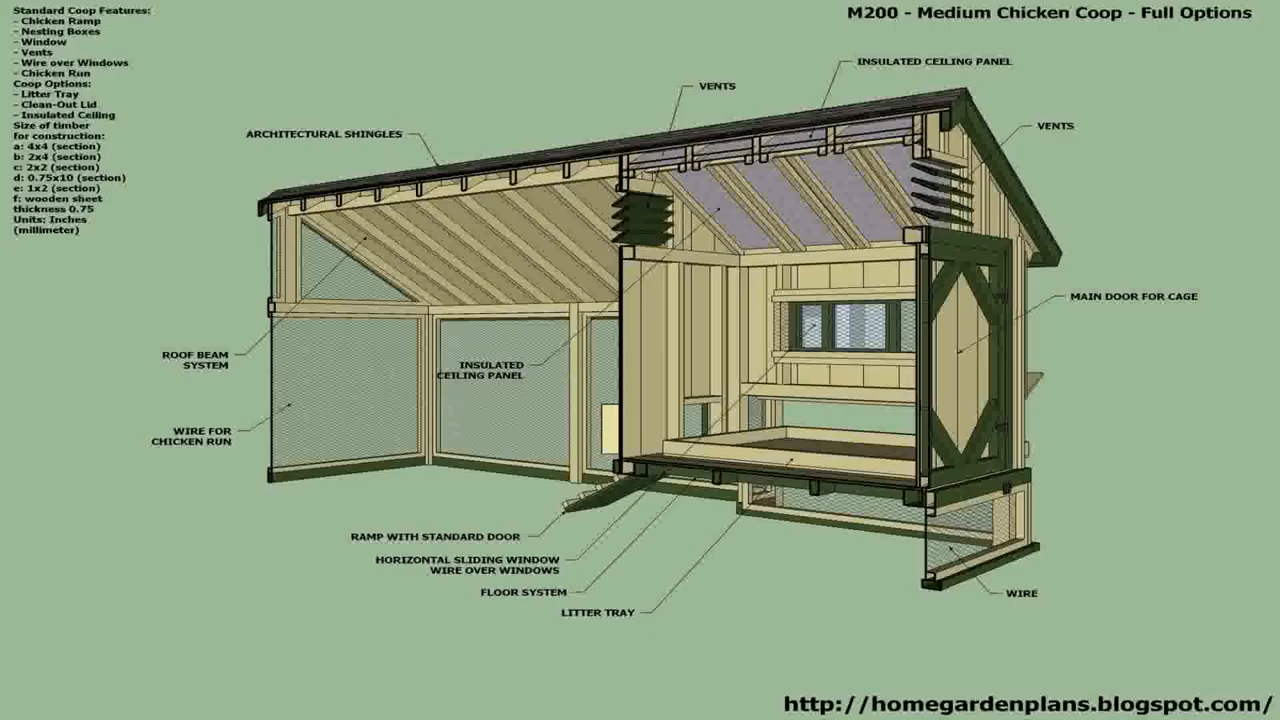 Standard Coop Features:
- Chicken Ramp
- Nesting Boxes
- Window
- Vents
- Wire over Windows
- Chicken Run
Coop Options:
- Litter Tray
- Clean-Out Lid
- Insulated Ceiling
Size of timber
for construction:
a: 4x4 (section)
b: 2x4 (section)
c: 2x2 (section)
d: 0.75x10 (section)
e: 1x2 (section)
f: wooden sheet
thickness 0.75
Units: Inches
(millimeter)
M200 - Medium Chicken Coop - Full Options
INSULATED CEILING PANEL
VENTS
VENTS
ARCHITECTURAL SHINGLES
MAIN DOOR FOR CAGE
ROOF BEAM
SYSTEM
INSULATED
CEILING PANEL
WIRE FOR
CHICKEN RUN
RAMP WITH STANDARD DOOR
HORIZONTAL SLIDING WINDOW
WIRE OVER WINDOWS
FLOOR SYSTEM
WIRE
LITTER TRAY
http://homegardenplans.blogspot.com/